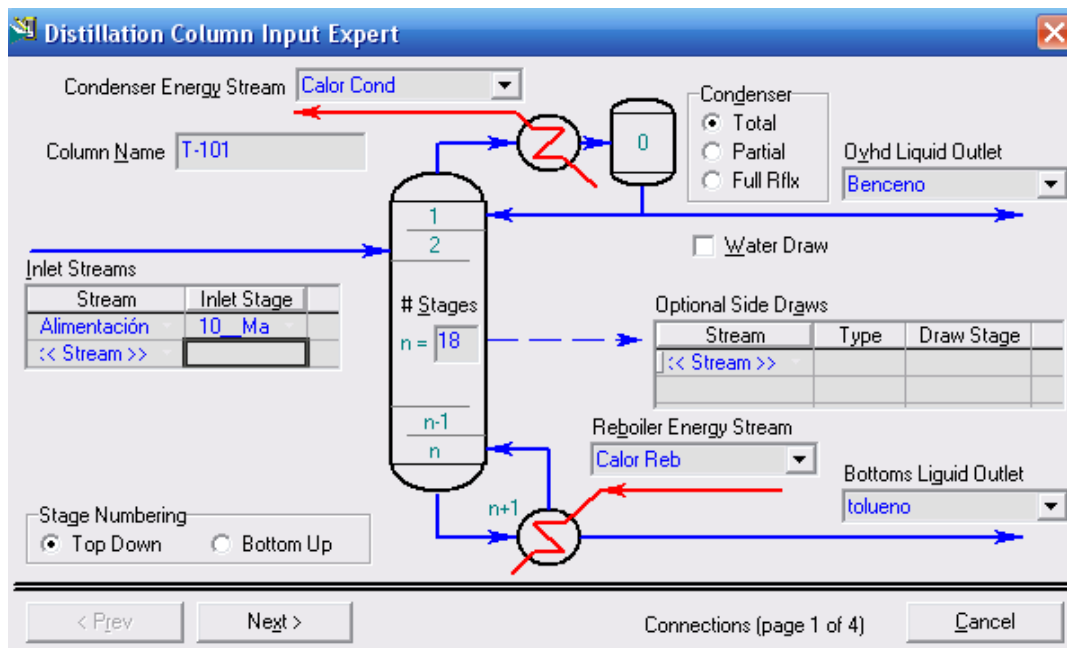 Distillation Column Input Expert
Condenser Energy Stream Calor Cond
Column Name T-101
0
Condenser
Total
Partial
Full Rflx
Ovhd Liquid Outlet
Benceno
1
2
Water Draw
Inlet Streams
Stream Inlet Stage
Alimentación 10__Ma
<< Stream >>
# Stages
n = 18
Optional Side Draws
Stream Type Draw Stage
<< Stream >>
n-1
n
Reboiler Energy Stream
Calor Reb
Bottoms Liquid Outlet
tolueno
n+1
Stage Numbering
Top Down Bottom Up
< Prev Next > Connections (page 1 of 4) Cancel